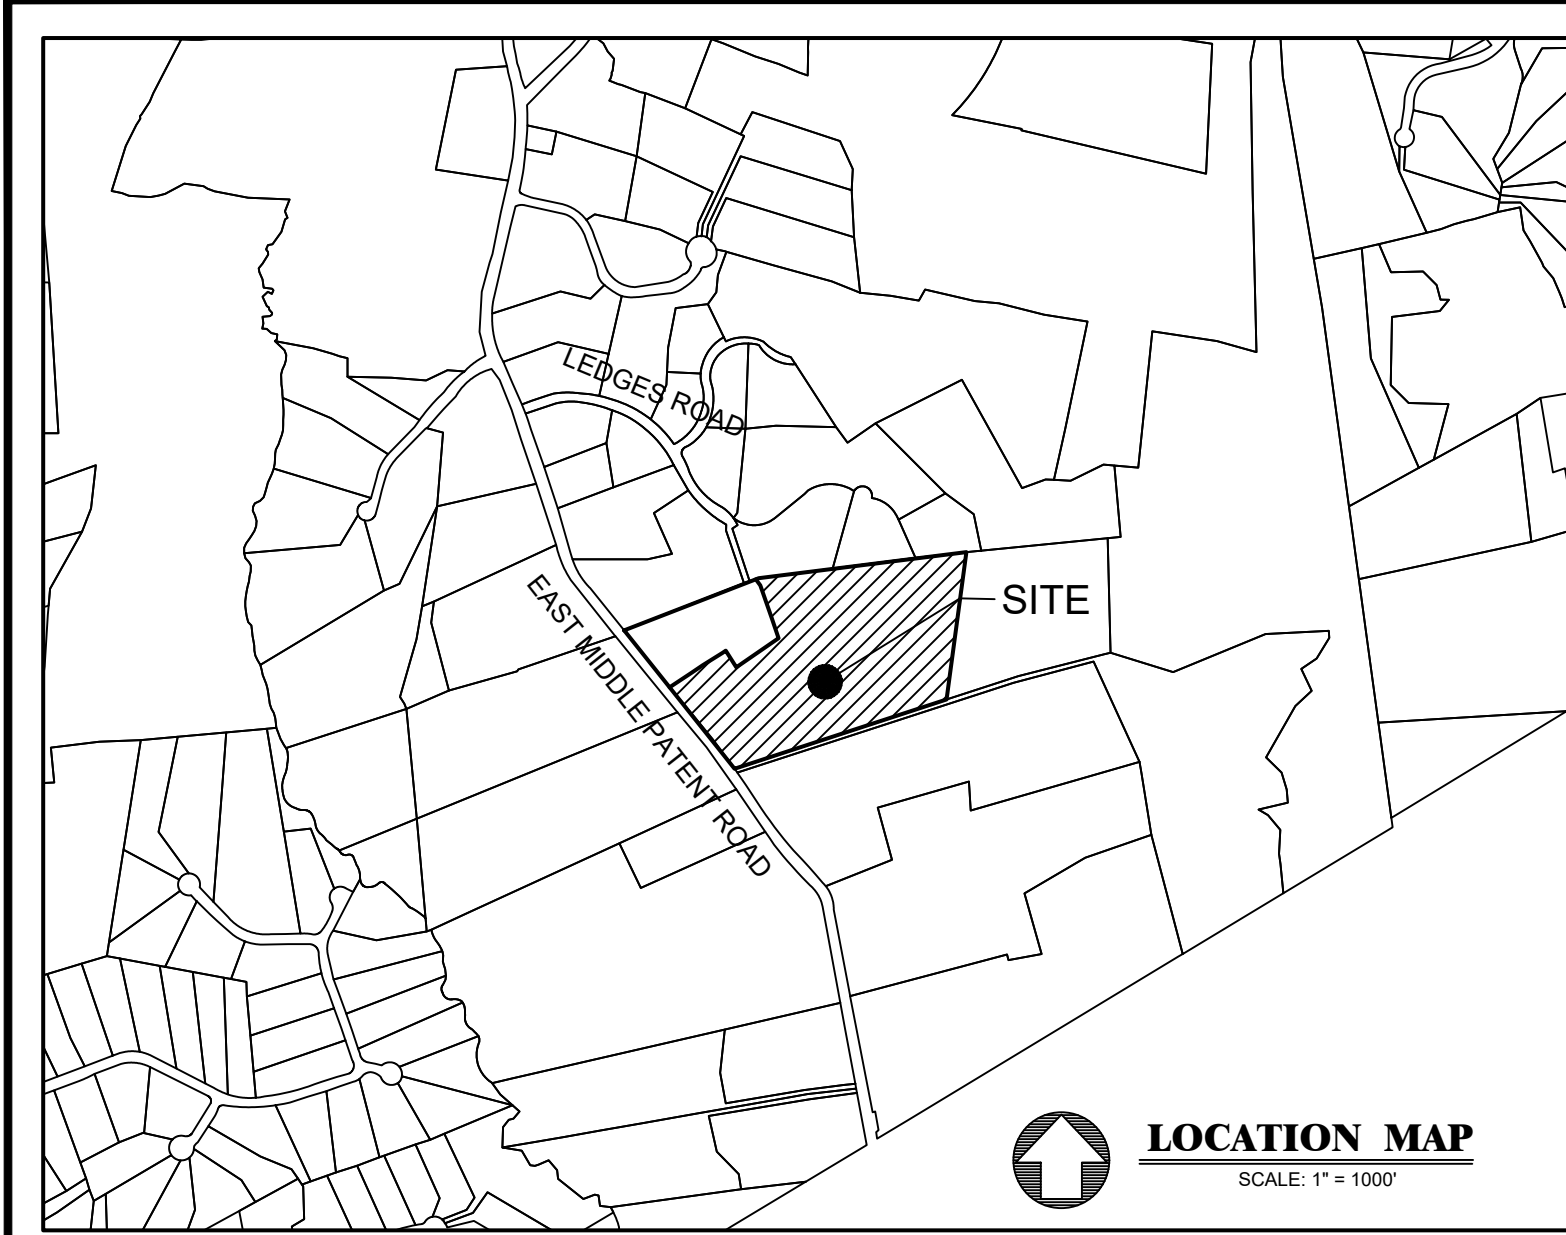 LEDGES ROAD
SITE
EAST MIDDLE PATENT ROAD
LOCATION MAP
SCALE: 1" = 1000'